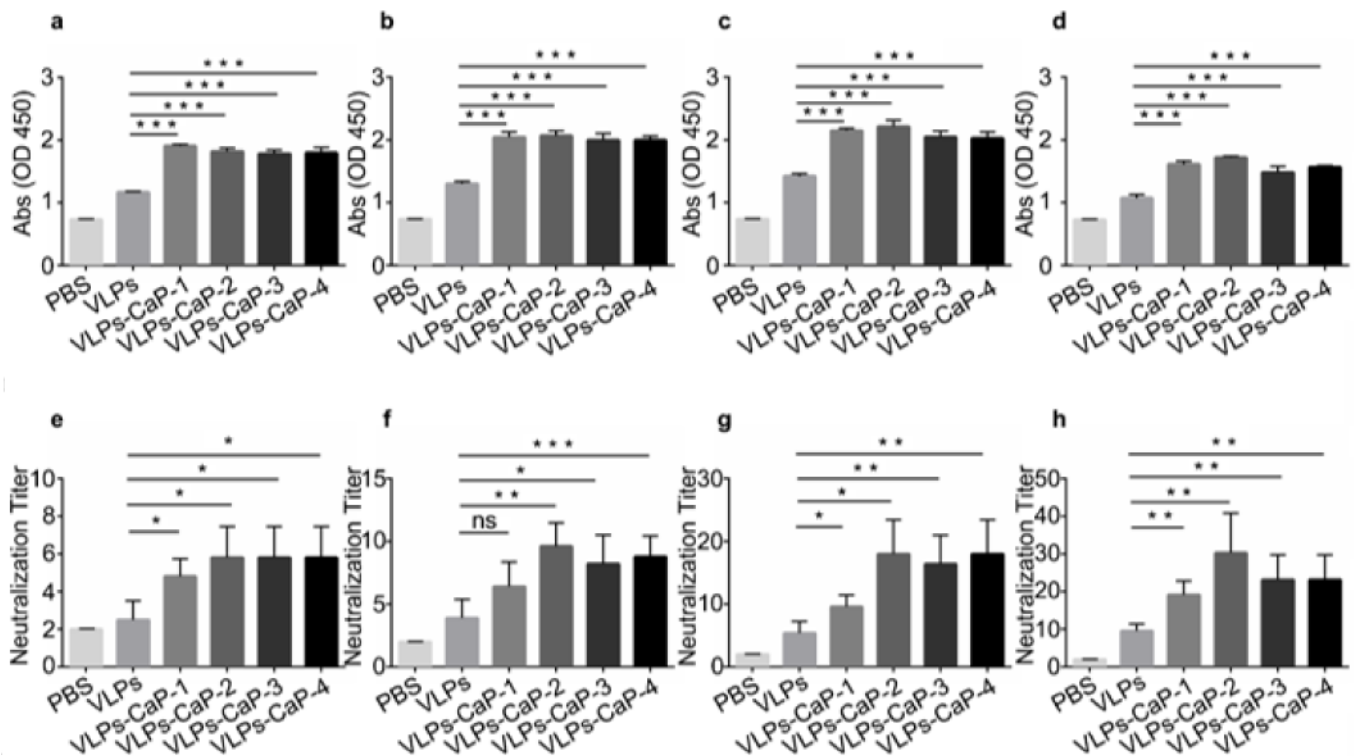 a
* * *
* * *
* * *
* * *
Abs (OD 450)
3
2
1
0
PBS
VLPs
VLPs-CaP-1
VLPs-CaP-2
VLPs-CaP-3
VLPs-CaP-4
b
* * *
* * *
* * *
* * *
Abs (OD 450)
3
2
1
0
PBS
VLPs
VLPs-CaP-1
VLPs-CaP-2
VLPs-CaP-3
VLPs-CaP-4
c
* * *
* * *
* * *
* * *
Abs (OD 450)
3
2
1
0
PBS
VLPs
VLPs-CaP-1
VLPs-CaP-2
VLPs-CaP-3
VLPs-CaP-4
d
* * *
* * *
* * *
* * *
Abs (OD 450)
3
2
1
0
PBS
VLPs
VLPs-CaP-1
VLPs-CaP-2
VLPs-CaP-3
VLPs-CaP-4
e
*
*
*
*
Neutralization Titer
10
8
6
4
2
0
PBS
VLPs
VLPs-CaP-1
VLPs-CaP-2
VLPs-CaP-3
VLPs-CaP-4
f
* * *
*
* *
ns
Neutralization Titer
15
10
5
0
PBS
VLPs
VLPs-CaP-1
VLPs-CaP-2
VLPs-CaP-3
VLPs-CaP-4
g
* *
* *
*
*
Neutralization Titer
30
20
10
0
PBS
VLPs
VLPs-CaP-1
VLPs-CaP-2
VLPs-CaP-3
VLPs-CaP-4
h
* *
* *
* *
* *
Neutralization Titer
50
40
30
20
10
0
PBS
VLPs
VLPs-CaP-1
VLPs-CaP-2
VLPs-CaP-3
VLPs-CaP-4